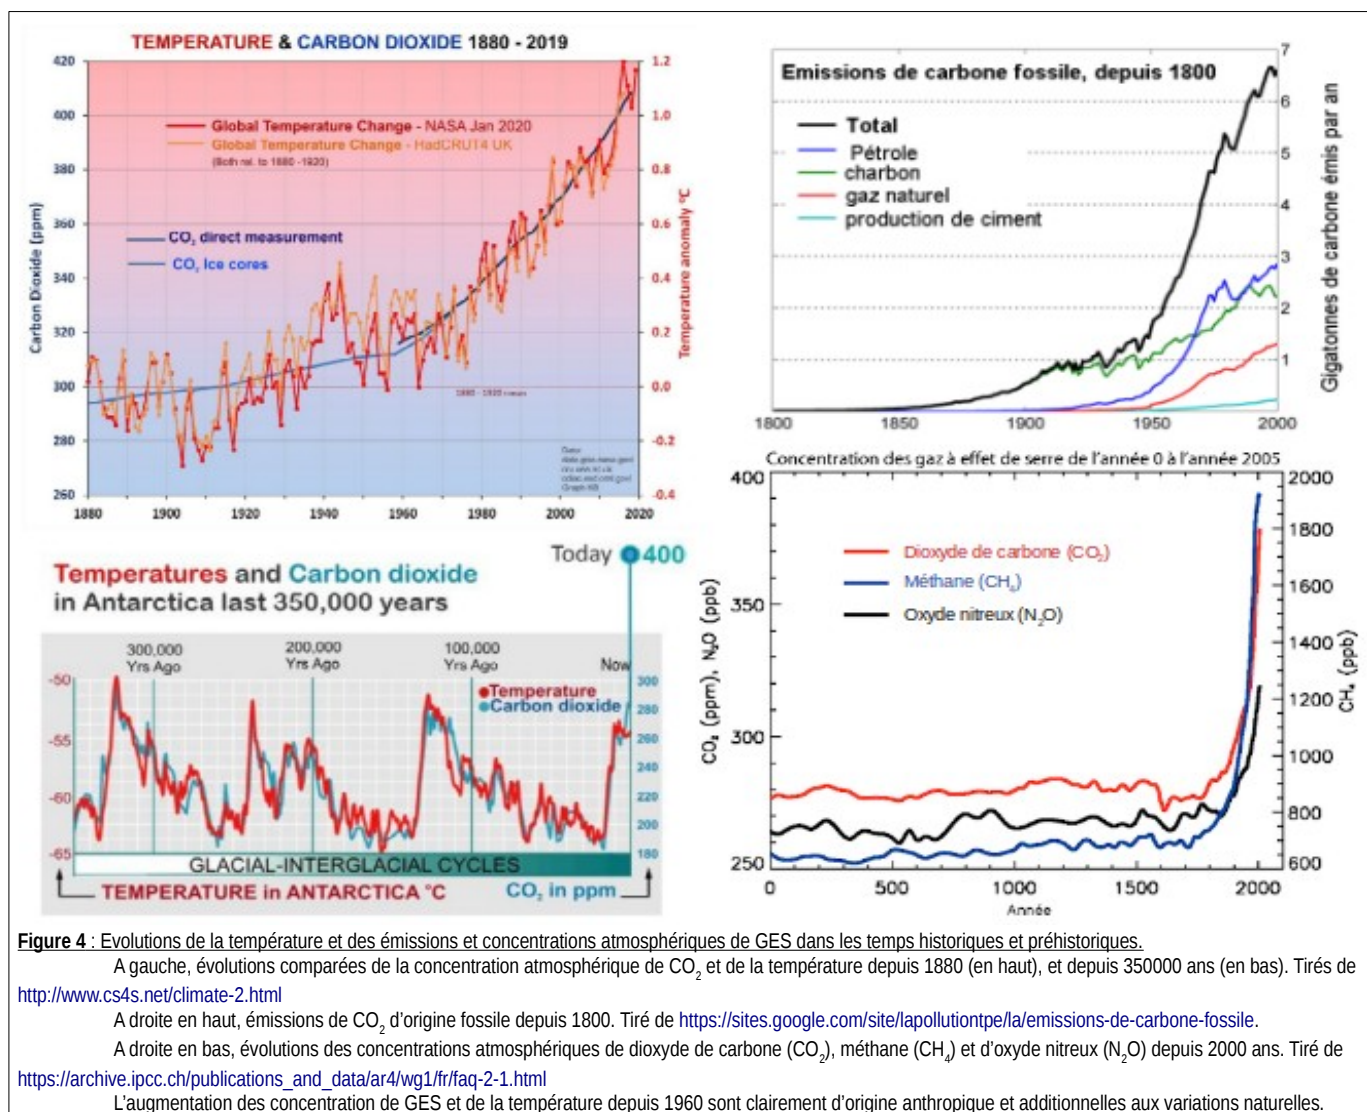 TEMPERATURE & CARBON DIOXIDE 1880 - 2019
420
400
380
360
340
320
300
280
260
Carbon Dioxide (ppm)
1.2
1.0
0.8
0.6
0.4
0.2
0.0
-0.2
-0.4
Temperature anomaly °C
Global Temperature Change - NASA Jan 2020
Global Temperature Change - HadCRUT4 UK
(Both rel. to 1880 -1920)
CO2 direct measurement
CO2 Ice cores
1880 - 1920 mean
Data:
1880 1900 1920 1940 1960 1980 2000 2020
Emissions de carbone fossile, depuis 1800
Total
Pétrole
charbon
gaz naturel
production de ciment
7
6
5
4
3
2
1
Gigatonnes de carbone émis par an
1800 1850 1900 1950 2000
Temperatures and Carbon dioxide
in Antarctica last 350,000 years
Today 400
300,000 Yrs Ago
200,000 Yrs Ago
100,000 Yrs Ago
Now
Temperature
Carbon dioxide
-50
-55
-60
-65
300
280
260
240
220
200
180
GLACIAL-INTERGLACIAL CYCLES
TEMPERATURE in ANTARCTICA °C
CO2 in ppm
Concentration des gaz à effet de serre de l'année 0 à l'année 2005
400
350
300
250
CO2 (ppm), N2O (ppb)
2000
1800
1600
1400
1200
1000
800
600
CH4 (ppb)
Dioxyde de carbone (CO2)
Méthane (CH4)
Oxyde nitreux (N2O)
0 500 1000 1500 2000
Année
Figure 4 : Evolutions de la température et des émissions et concentrations atmosphériques de GES dans les temps historiques et préhistoriques.
A gauche, évolutions comparées de la concentration atmosphérique de CO2 et de la température depuis 1880 (en haut), et depuis 350000 ans (en bas). Tirés de
http://www.cs4s.net/climate-2.html
A droite en haut, émissions de CO2 d'origine fossile depuis 1800. Tiré de https://sites.google.com/site/lapollutiontpe/la/emissions-de-carbone-fossile.
A droite en bas, évolutions des concentrations atmosphériques de dioxyde de carbone (CO2), méthane (CH4) et d'oxyde nitreux (N2O) depuis 2000 ans. Tiré de
https://archive.ipcc.ch/publications_and_data/ar4/wg1/fr/faq-2-1.html
L'augmentation des concentration de GES et de la température depuis 1960 sont clairement d'origine anthropique et additionnelles aux variations naturelles.